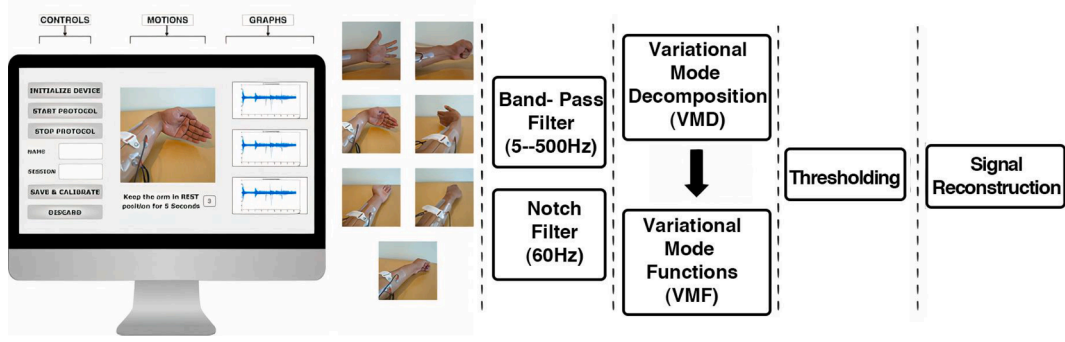 CONTROLS
MOTIONS
GRAPHS
INITIALIZE DEVICE
START PROTOCOL
STOP PROTOCOL
NAME
SESSION
SAVE & CALIBRATE
DISCARD
Keep the arm in REST
position for 5 Seconds
3
Band- Pass
Filter
(5--500Hz)
Notch
Filter
(60Hz)
Variational
Mode
Decomposition
(VMD)
Variational
Mode
Functions
(VMF)
Thresholding
Signal
Reconstruction